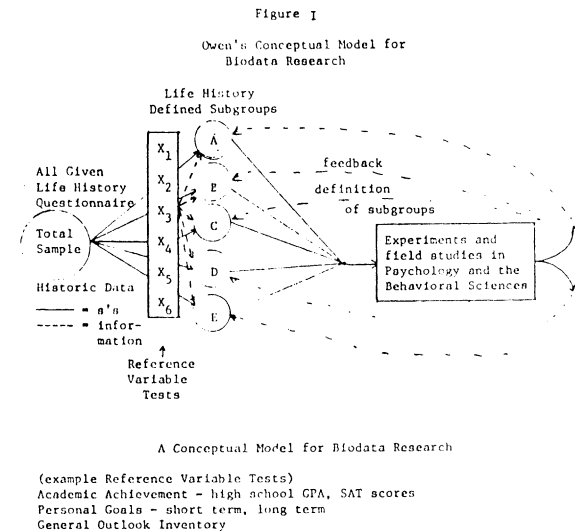 Figure I
Owen's Conceptual Model for
Biodata Research
Life History
Defined Subgroups
All Given
Life History
Questionnaire
Total
Sample
Historic Data
= s's
= infor-
mation
X1
X2
X3
X4
X5
X6
A
B
C
D
E
Reference
Variable
Tests
feedback
definition
of subgroups
Experiments and
field studies in
Psychology and the
Behavioral Sciences
A Conceptual Model for Biodata Research
(example Reference Variable Tests)
Academic Achievement - high school GPA, SAT scores
Personal Goals - short term, long term
General Outlook Inventory